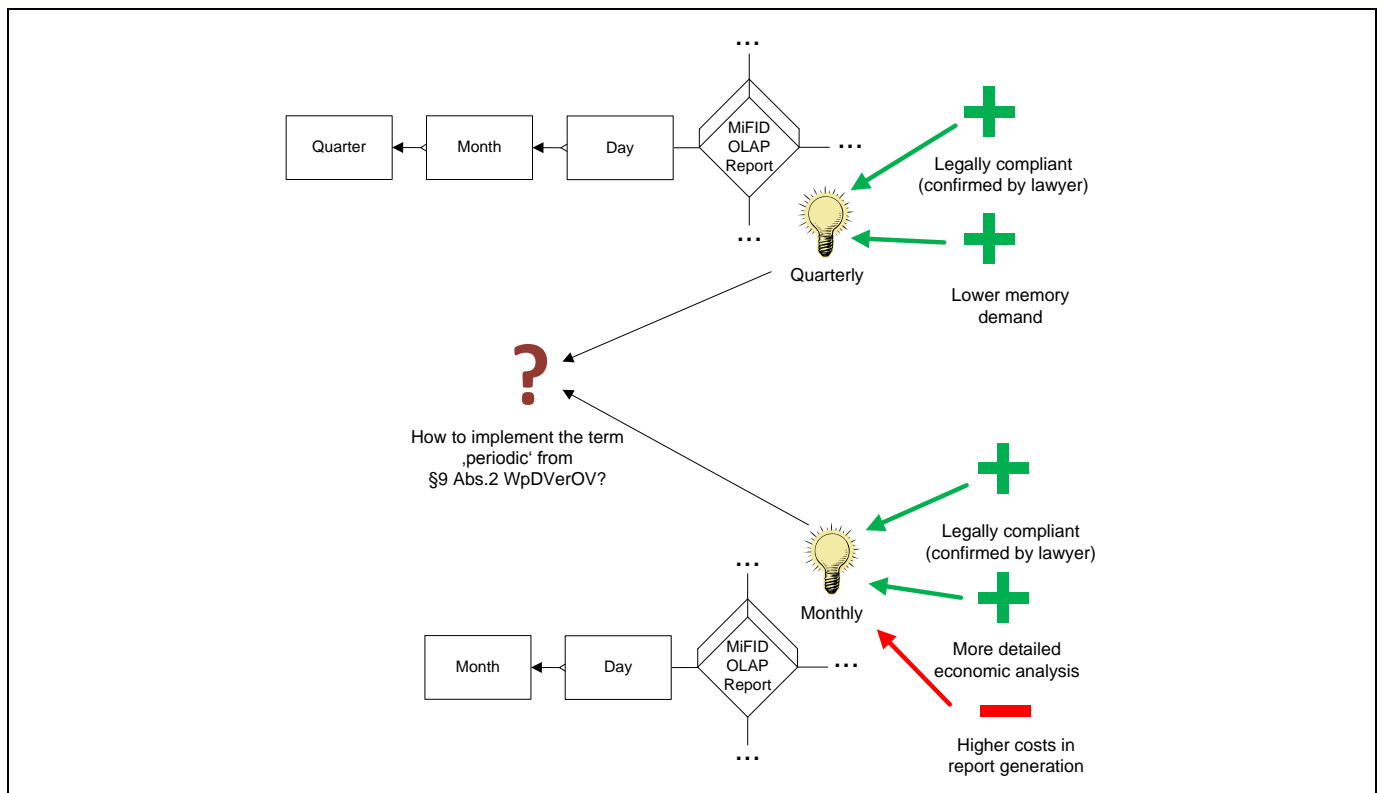 ...
Quarter
Month
Day
MiFID
OLAP
Report
...
...
Legally compliant
(confirmed by lawyer)
Quarterly
Lower memory
demand
?
How to implement the term
‚periodic‘ from
§9 Abs.2 WpDVerOV?
Legally compliant
(confirmed by lawyer)
Monthly
More detailed
economic analysis
Higher costs in
report generation
...
Month
Day
MiFID
OLAP
Report
...
...